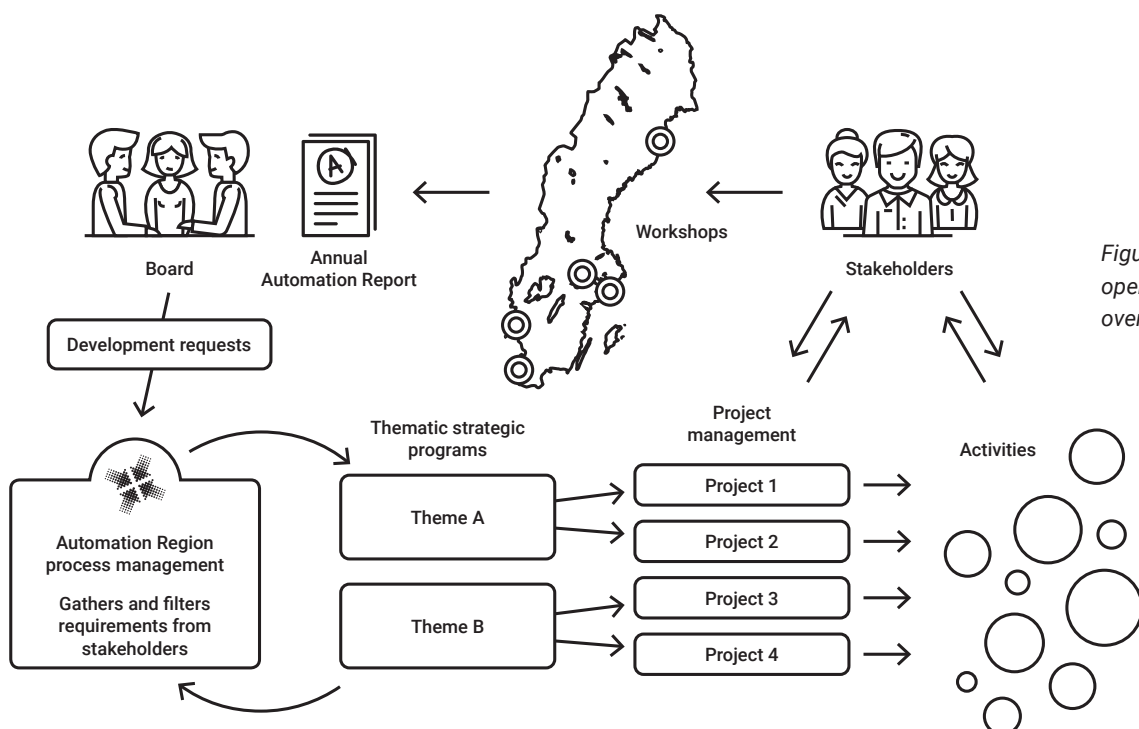 A
Workshops
Board
Annual
Automation Report
Stakeholders
Figu
oper
over
Development requests
Thematic strategic
programs
Project
management
Activities
Automation Region
process management
Gathers and filters
requirements from
stakeholders
Theme A
Theme B
Project 1
Project 2
Project 3
Project 4